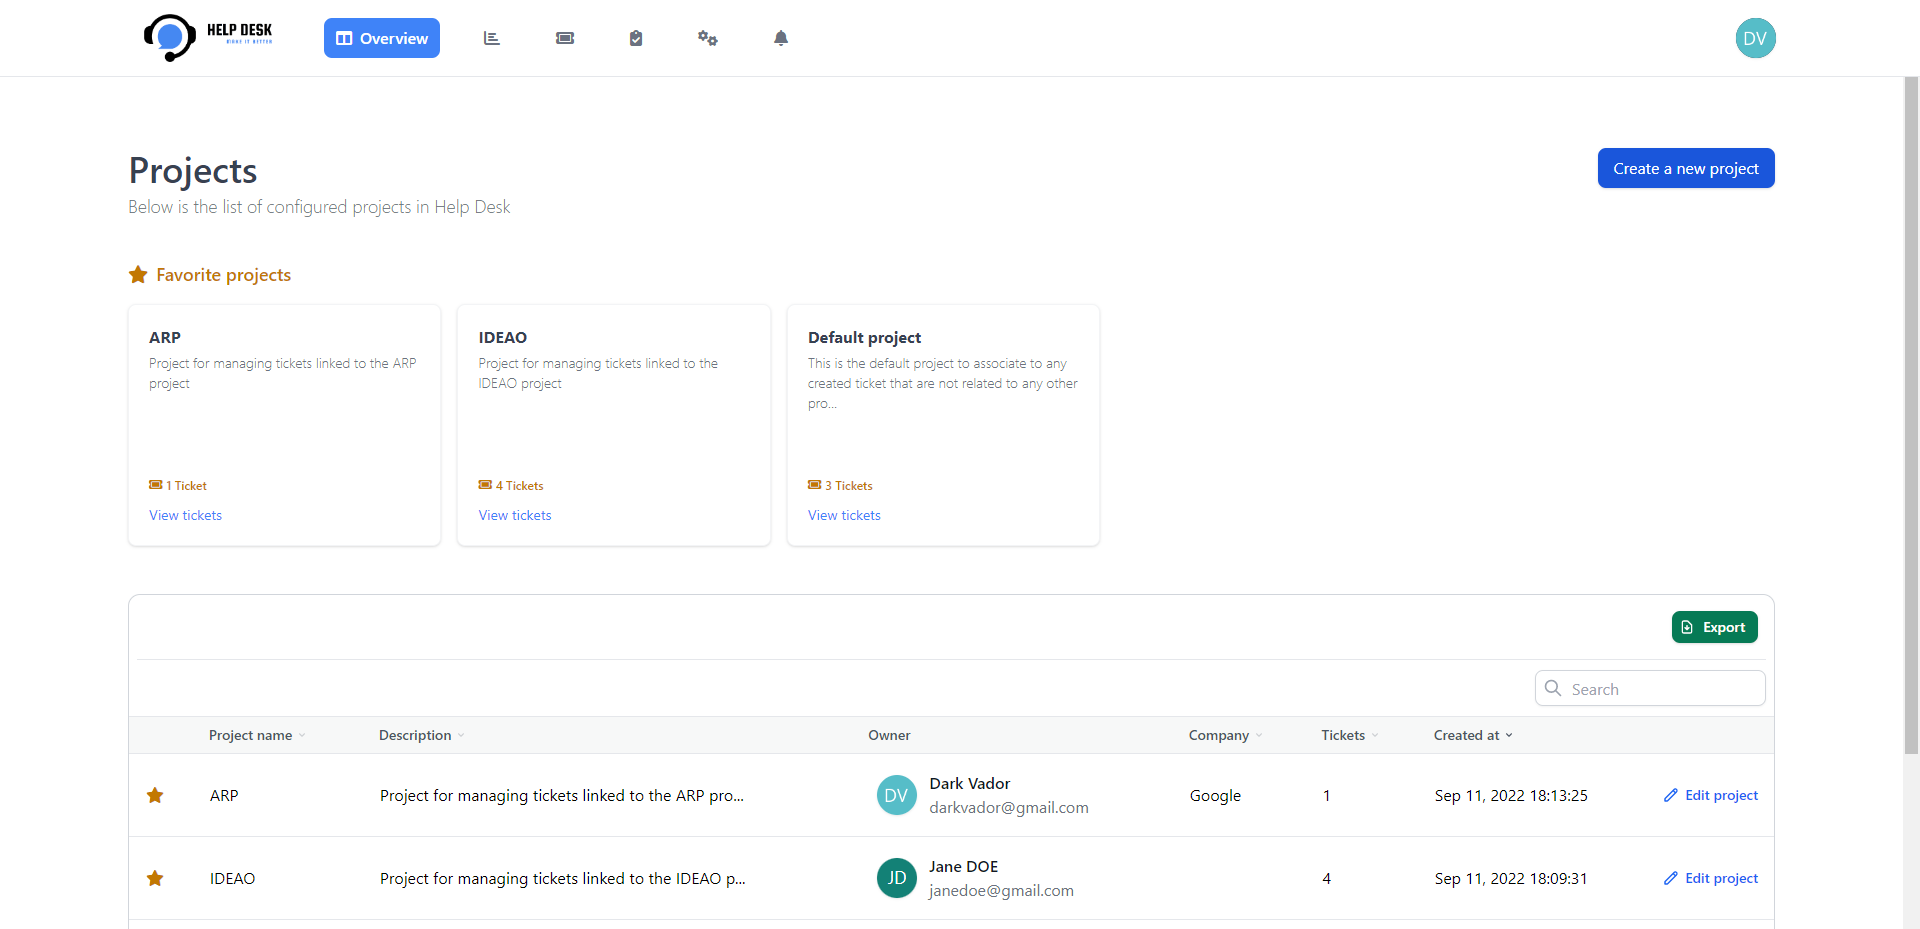 HELP DESK
Overview
DV
Projects
Create a new project
Below is the list of configured projects in Help Desk
Favorite projects
ARP
Project for managing tickets linked to the ARP
project
1 Ticket
View tickets
IDEAO
Project for managing tickets linked to the
IDEAO project
4 Tickets
View tickets
Default project
This is the default project to associate to any
created ticket that are not related to any other
pro...
3 Tickets
View tickets
Export
Search
Project name
Description
Owner
Company
Tickets
Created at
ARP
Project for managing tickets linked to the ARP pro...
DV
Dark Vador
darkvador@gmail.com
Google
1
Sep 11, 2022 18:13:25
Edit project
IDEAO
Project for managing tickets linked to the IDEAO p...
JD
Jane DOE
janedoe@gmail.com
4
Sep 11, 2022 18:09:31
Edit project